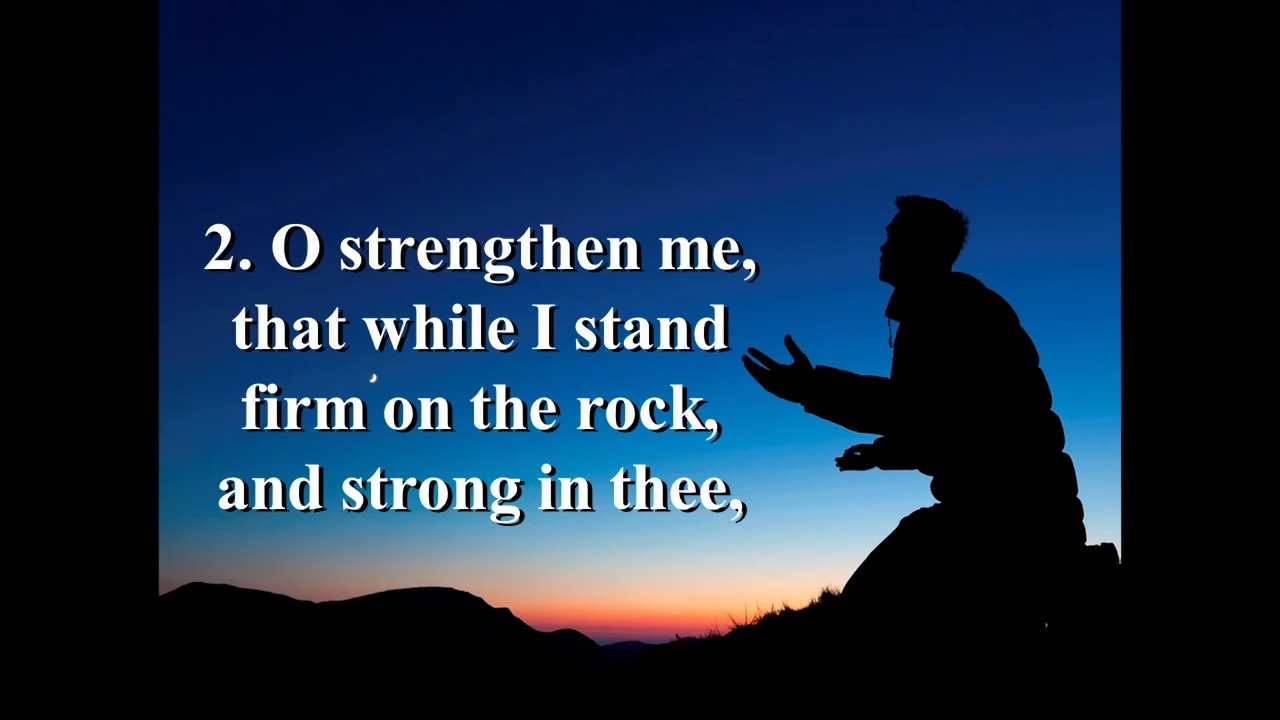 2. O strengthen me,
that while I stand
firm on the rock,
and strong in thee,